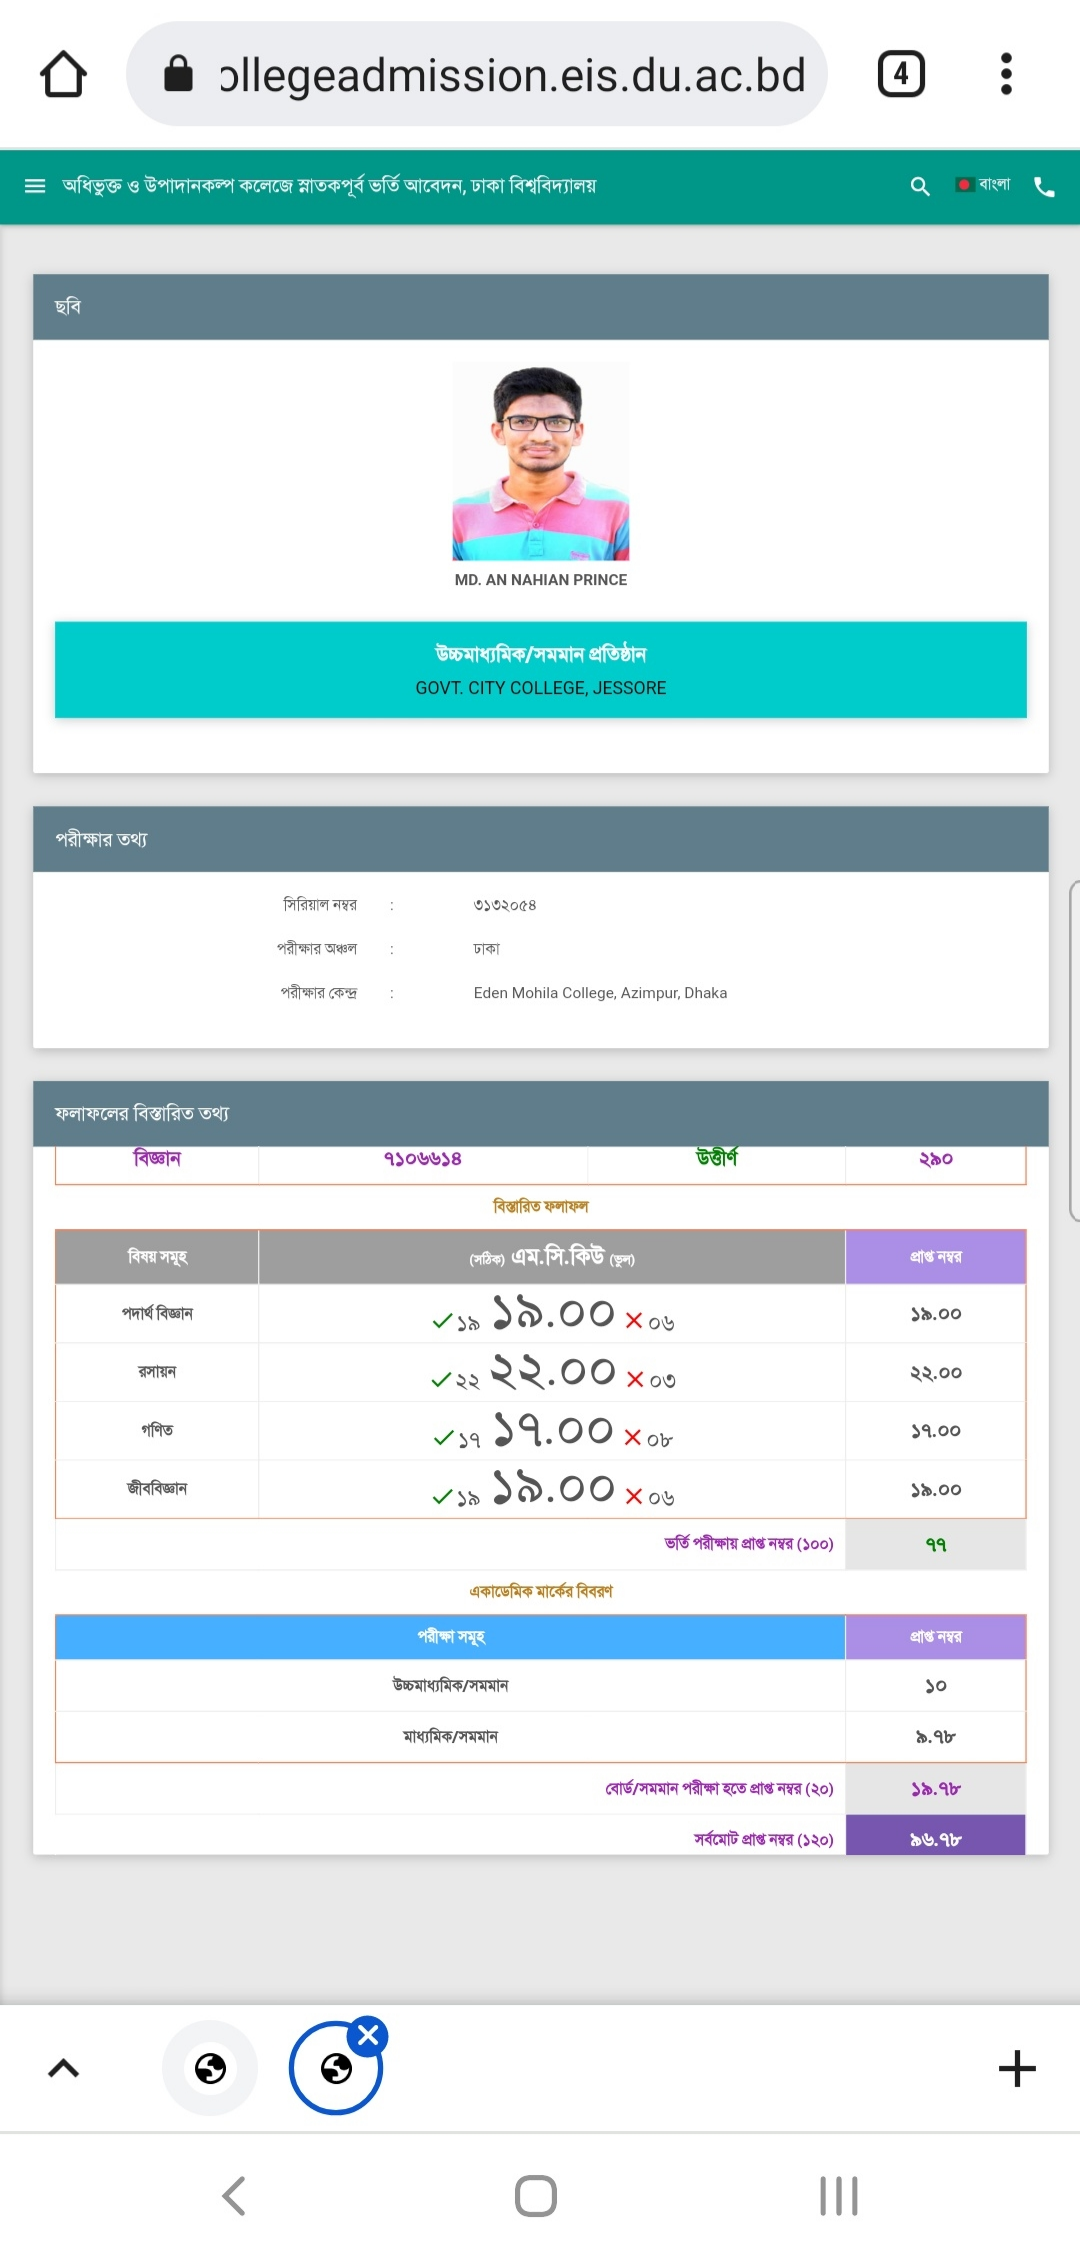 ollegeadmission.eis.du.ac.bd
4
অধিভুক্ত ও উপাদানকল্প কলেজে স্নাতকপূর্ব ভর্তি আবেদন, ঢাকা বিশ্ববিদ্যালয়
বাংলা
ছবি
MD. AN NAHIAN PRINCE
উচ্চমাধ্যমিক/সমমান প্রতিষ্ঠান
GOVT. CITY COLLEGE, JESSORE
পরীক্ষার তথ্য
সিরিয়াল নম্বর : ৩১৩২০৫৪
পরীক্ষার অঞ্চল : ঢাকা
পরীক্ষার কেন্দ্র : Eden Mohila College, Azimpur, Dhaka
ফলাফলের বিস্তারিত তথ্য
বিজ্ঞান ৭১০৬৬১৪ উত্তীর্ণ ২৯০
বিস্তারিত ফলাফল
বিষয় সমূহ (সঠিক) এম.সি.কিউ (ভুল) প্রাপ্ত নম্বর
পদার্থ বিজ্ঞান ✓ ১৯ ১৯.০০ ✕ ০৬ ১৯.০০
রসায়ন ✓ ২২ ২২.০০ ✕ ০৩ ২২.০০
গণিত ✓ ১৭ ১৭.০০ ✕ ০৮ ১৭.০০
জীববিজ্ঞান ✓ ১৯ ১৯.০০ ✕ ০৬ ১৯.০০
ভর্তি পরীক্ষায় প্রাপ্ত নম্বর (১০০) ৭৭
একাডেমিক মার্কের বিবরণ
পরীক্ষা সমূহ প্রাপ্ত নম্বর
উচ্চমাধ্যমিক/সমমান ১০
মাধ্যমিক/সমমান ৯.৭৮
বোর্ড/সমমান পরীক্ষা হতে প্রাপ্ত নম্বর (২০) ১৯.৭৮
সর্বমোট প্রাপ্ত নম্বর (১২০) ৯৬.৭৮